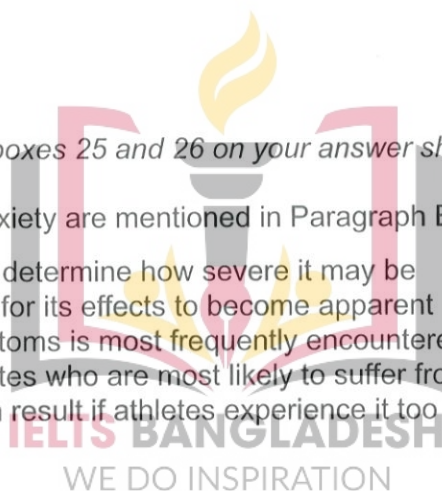 boxes 25 and 26 on your answer sh
xiety are mentioned in Paragraph
determine how severe it may be
for its effects to become apparent
toms is most frequently encountere
tes who are most likely to suffer fro
result if athletes experience it too
IELTS BANGLADESH
WE DO INSPIRATION